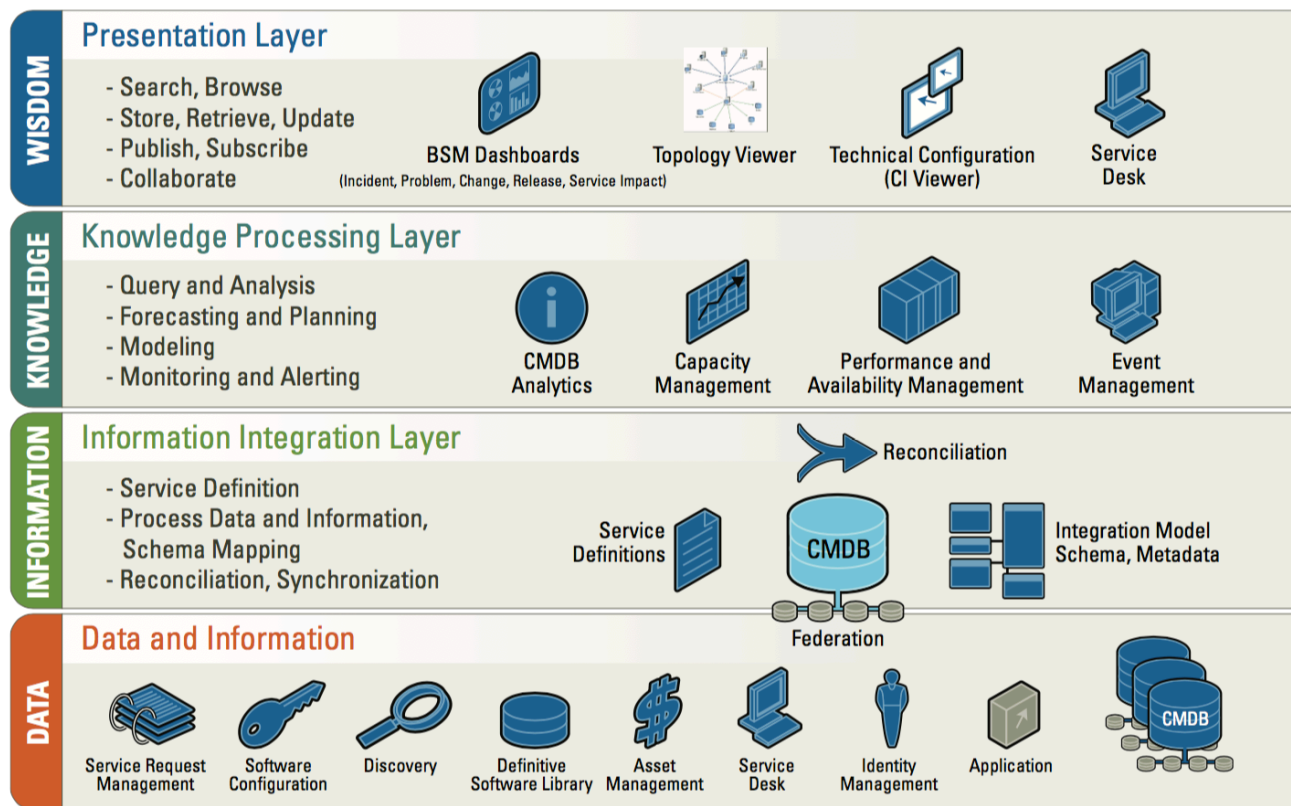 WISDOM
Presentation Layer
- Search, Browse
- Store, Retrieve, Update
- Publish, Subscribe
- Collaborate
BSM Dashboards
(Incident, Problem, Change, Release, Service Impact)
Topology Viewer
Technical Configuration
(CI Viewer)
Service
Desk
KNOWLEDGE
Knowledge Processing Layer
- Query and Analysis
- Forecasting and Planning
- Modeling
- Monitoring and Alerting
CMDB
Analytics
Capacity
Management
Performance and
Availability Management
Event
Management
INFORMATION
Information Integration Layer
- Service Definition
- Process Data and Information,
Schema Mapping
- Reconciliation, Synchronization
Reconciliation
Service
Definitions
CMDB
Integration Model
Schema, Metadata
Federation
DATA
Data and Information
Service Request
Management
Software
Configuration
Discovery
Definitive
Software Library
Asset
Management
Service
Desk
Identity
Management
Application
CMDB